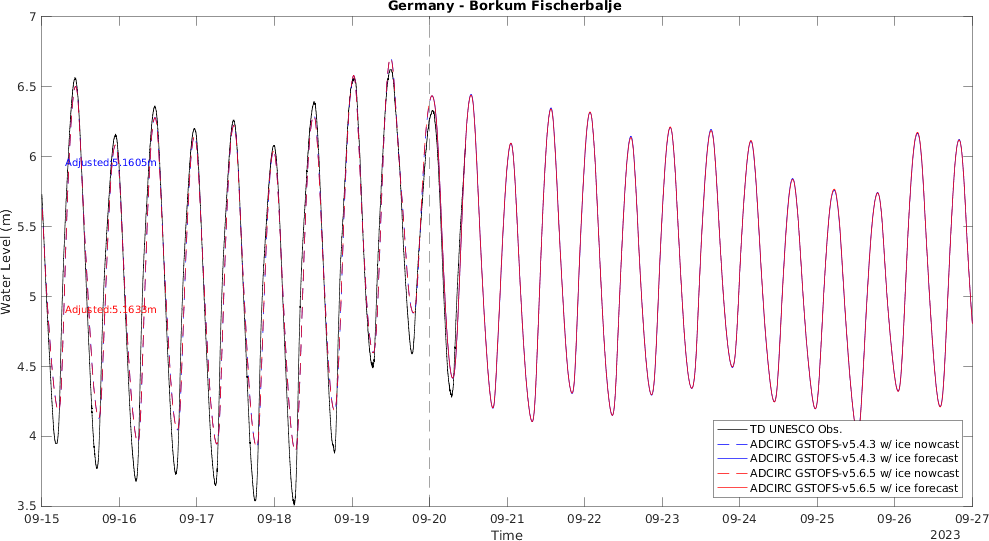 Germany - Borkum Fischerbalje
Water Level (m)
7
6.5
6
5.5
5
4.5
4
3.5
Adjusted:5.1605m
Adjusted:5.1633m
TD UNESCO Obs.
ADCIRC GSTOFS-v5.4.3 w/ ice nowcast
ADCIRC GSTOFS-v5.4.3 w/ ice forecast
ADCIRC GSTOFS-v5.6.5 w/ ice nowcast
ADCIRC GSTOFS-v5.6.5 w/ ice forecast
09-15 09-16 09-17 09-18 09-19 09-20 09-21 09-22 09-23 09-24 09-25 09-26 09-27
Time
2023